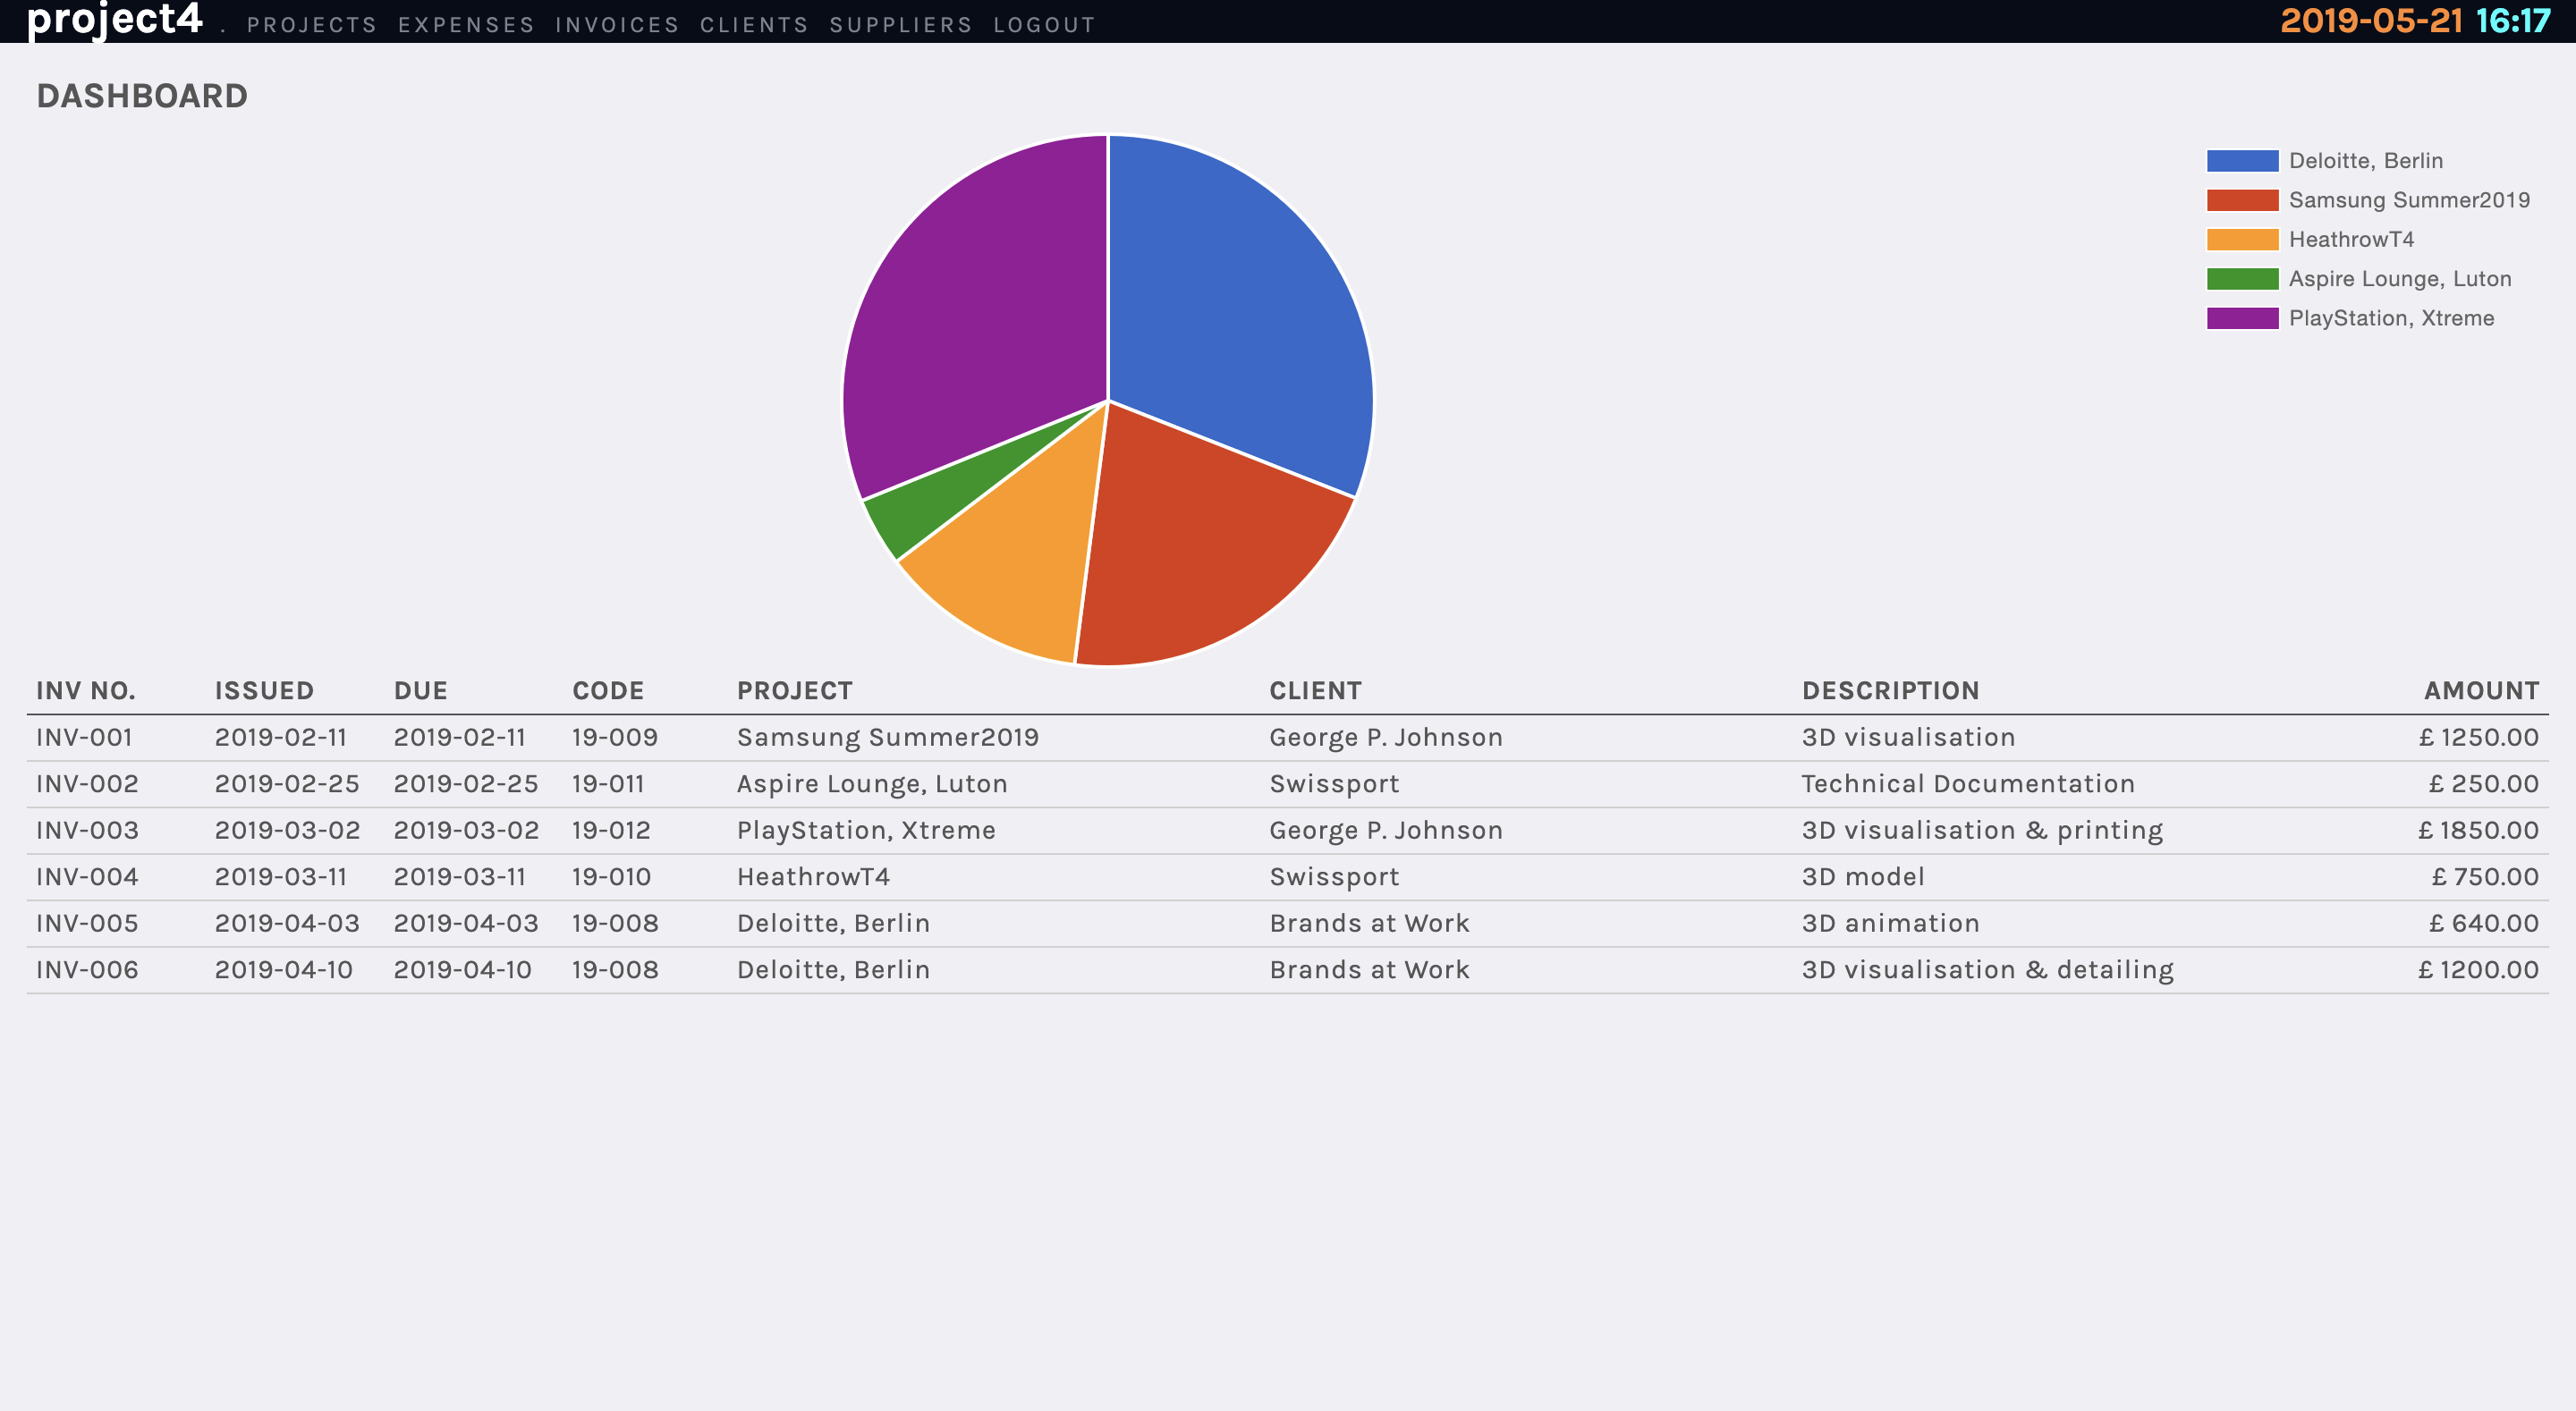 project4 . PROJECTS EXPENSES INVOICES CLIENTS SUPPLIERS LOGOUT 2019-05-21 16:17
DASHBOARD
Deloitte, Berlin
Samsung Summer2019
HeathrowT4
Aspire Lounge, Luton
PlayStation, Xtreme
INV NO. ISSUED DUE CODE PROJECT CLIENT DESCRIPTION AMOUNT
INV-001 2019-02-11 2019-02-11 19-009 Samsung Summer2019 George P. Johnson 3D visualisation £ 1250.00
INV-002 2019-02-25 2019-02-25 19-011 Aspire Lounge, Luton Swissport Technical Documentation £ 250.00
INV-003 2019-03-02 2019-03-02 19-012 PlayStation, Xtreme George P. Johnson 3D visualisation & printing £ 1850.00
INV-004 2019-03-11 2019-03-11 19-010 HeathrowT4 Swissport 3D model £ 750.00
INV-005 2019-04-03 2019-04-03 19-008 Deloitte, Berlin Brands at Work 3D animation £ 640.00
INV-006 2019-04-10 2019-04-10 19-008 Deloitte, Berlin Brands at Work 3D visualisation & detailing £ 1200.00